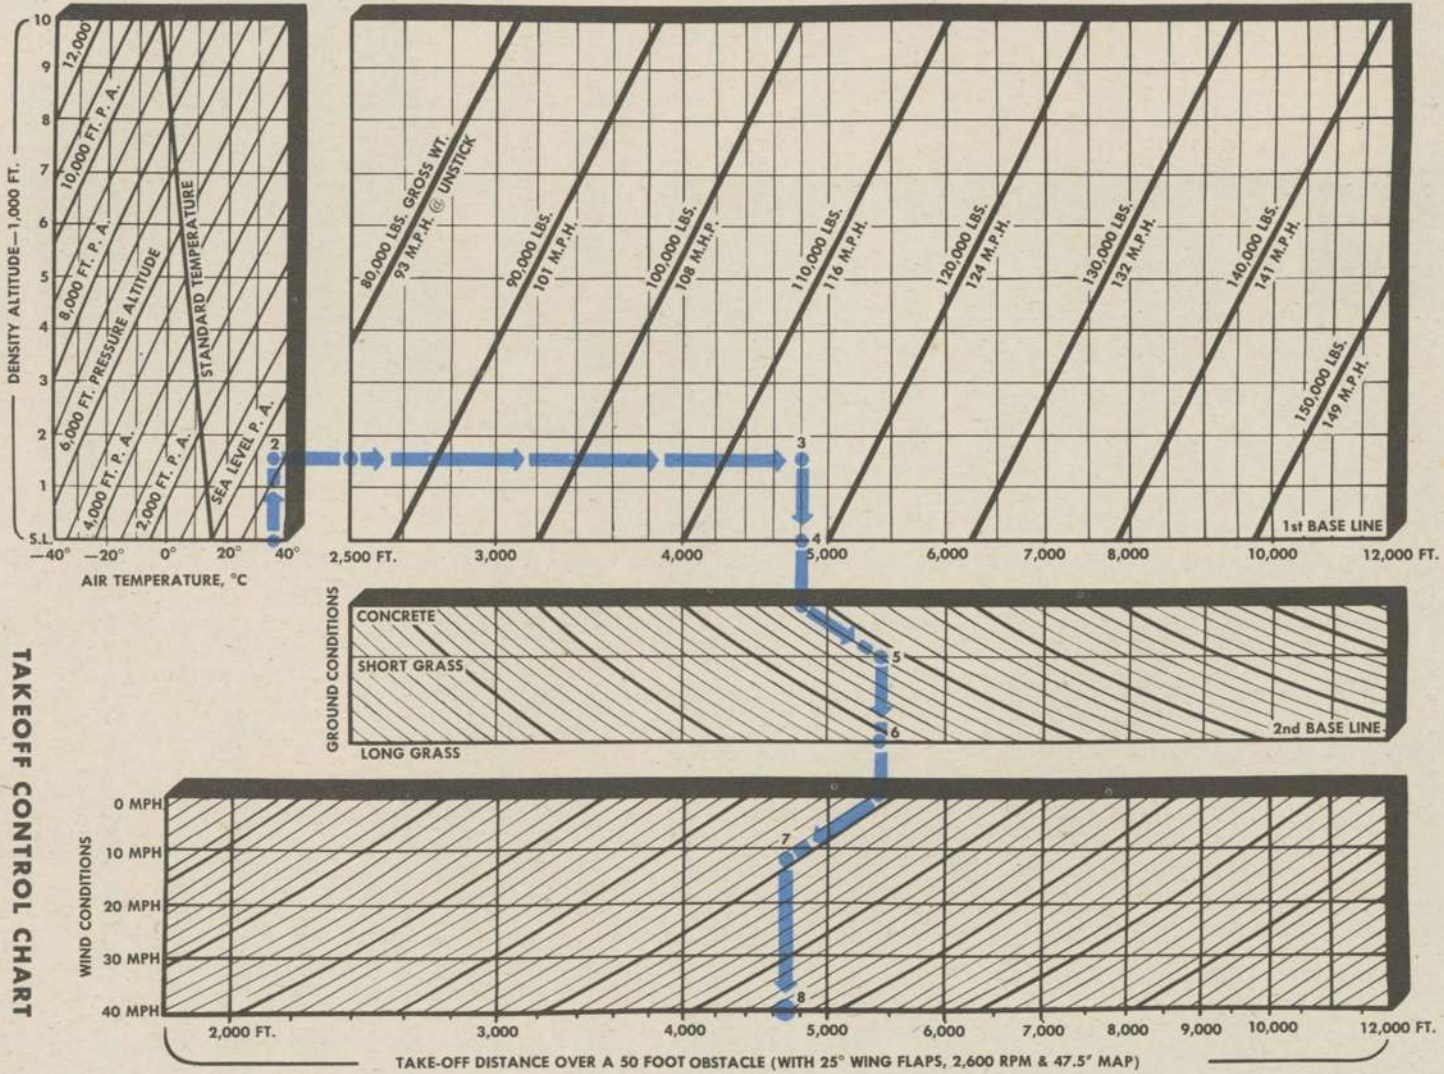 TAKEOFF CONTROL CHART
DENSITY ALTITUDE—1,000 FT.
10
9
8
7
6
5
4
3
2
1
S.L.
12,000
10,000 FT. P. A.
8,000 FT. P. A.
6,000 FT. PRESSURE ALTITUDE
4,000 FT. P. A.
2,000 FT. P. A.
SEA LEVEL P. A.
STANDARD TEMPERATURE
2
—40° —20° 0° 20° 40°
AIR TEMPERATURE, °C
80,000 LBS. GROSS WT.
93 M.P.H. @ UNSTICK
90,000 LBS.
101 M.P.H.
100,000 LBS.
108 M.H.P.
110,000 LBS.
116 M.P.H.
120,000 LBS.
124 M.P.H.
130,000 LBS.
132 M.P.H.
140,000 LBS.
141 M.P.H.
150,000 LBS.
149 M.P.H.
3
1st BASE LINE
4
2,500 FT. 3,000 4,000 5,000 6,000 7,000 8,000 10,000 12,000 FT.
GROUND CONDITIONS
CONCRETE
SHORT GRASS
5
6
2nd BASE LINE
LONG GRASS
WIND CONDITIONS
0 MPH
10 MPH
20 MPH
30 MPH
40 MPH
7
8
2,000 FT. 3,000 4,000 5,000 6,000 7,000 8,000 9,000 10,000 12,000 FT.
TAKE-OFF DISTANCE OVER A 50 FOOT OBSTACLE (WITH 25° WING FLAPS, 2,600 RPM & 47.5" MAP)